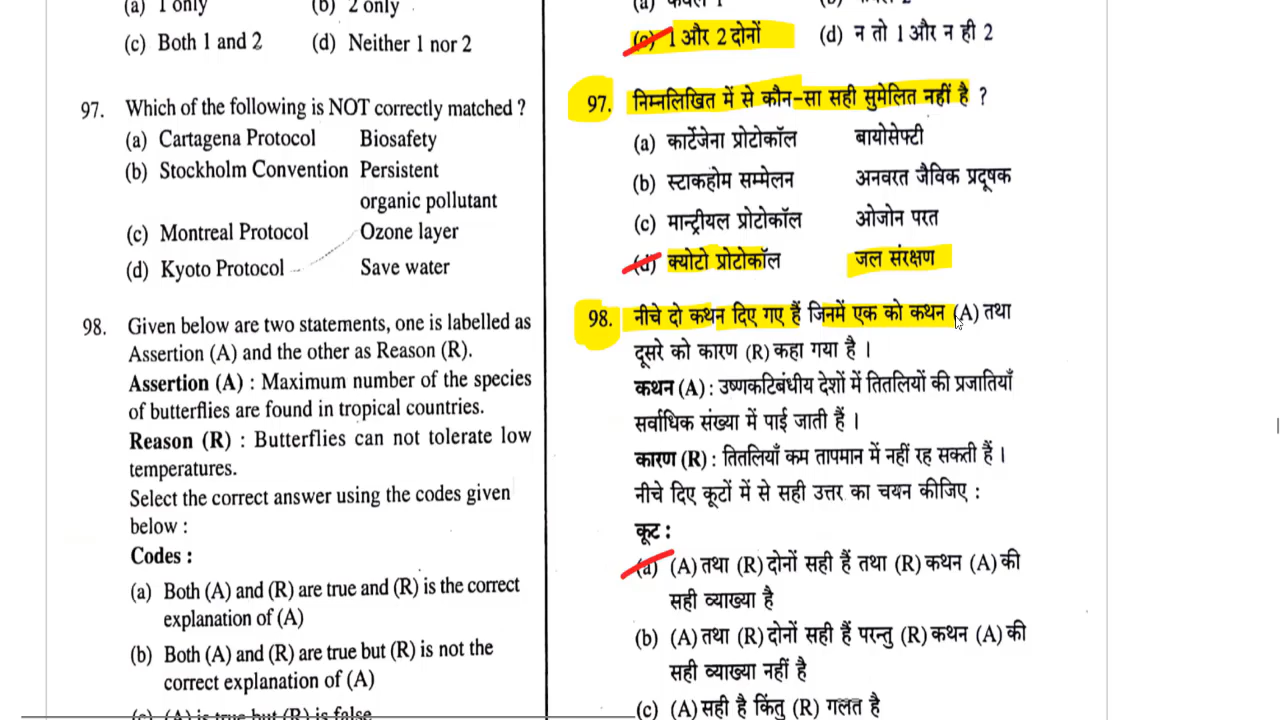 (a) 1 only (b) 2 only
(c) Both 1 and 2 (d) Neither 1 nor 2
97. Which of the following is NOT correctly matched ?
(a) Cartagena Protocol Biosafety
(b) Stockholm Convention Persistent
organic pollutant
(c) Montreal Protocol Ozone layer
(d) Kyoto Protocol Save water
98. Given below are two statements, one is labelled as
Assertion (A) and the other as Reason (R).
Assertion (A) : Maximum number of the species
of butterflies are found in tropical countries.
Reason (R) : Butterflies can not tolerate low
temperatures.
Select the correct answer using the codes given
below :
Codes :
(a) Both (A) and (R) are true and (R) is the correct
explanation of (A)
(b) Both (A) and (R) are true but (R) is not the
correct explanation of (A)
(c) (A) is true but (R) is false
(c) 1 और 2 दोनों (d) न तो 1 और न ही 2
97. निम्नलिखित में से कौन-सा सही सुमेलित नहीं है ?
(a) कार्टेजेना प्रोटोकॉल बायोसेफ्टी
(b) स्टाकहोम सम्मेलन अनवरत जैविक प्रदूषक
(c) मान्ट्रीयल प्रोटोकॉल ओजोन परत
(d) क्योटो प्रोटोकॉल जल संरक्षण
98. नीचे दो कथन दिए गए हैं जिनमें एक को कथन (A) तथा
दूसरे को कारण (R) कहा गया है ।
कथन (A) : उष्णकटिबंधीय देशों में तितलियों की प्रजातियाँ
सर्वाधिक संख्या में पाई जाती हैं ।
कारण (R) : तितलियाँ कम तापमान में नहीं रह सकती हैं ।
नीचे दिए कूटों में से सही उत्तर का चयन कीजिए :
कूट :
(a) (A) तथा (R) दोनों सही हैं तथा (R) कथन (A) की
सही व्याख्या है
(b) (A) तथा (R) दोनों सही हैं परन्तु (R) कथन (A) की
सही व्याख्या नहीं है
(c) (A) सही है किंतु (R) गलत है